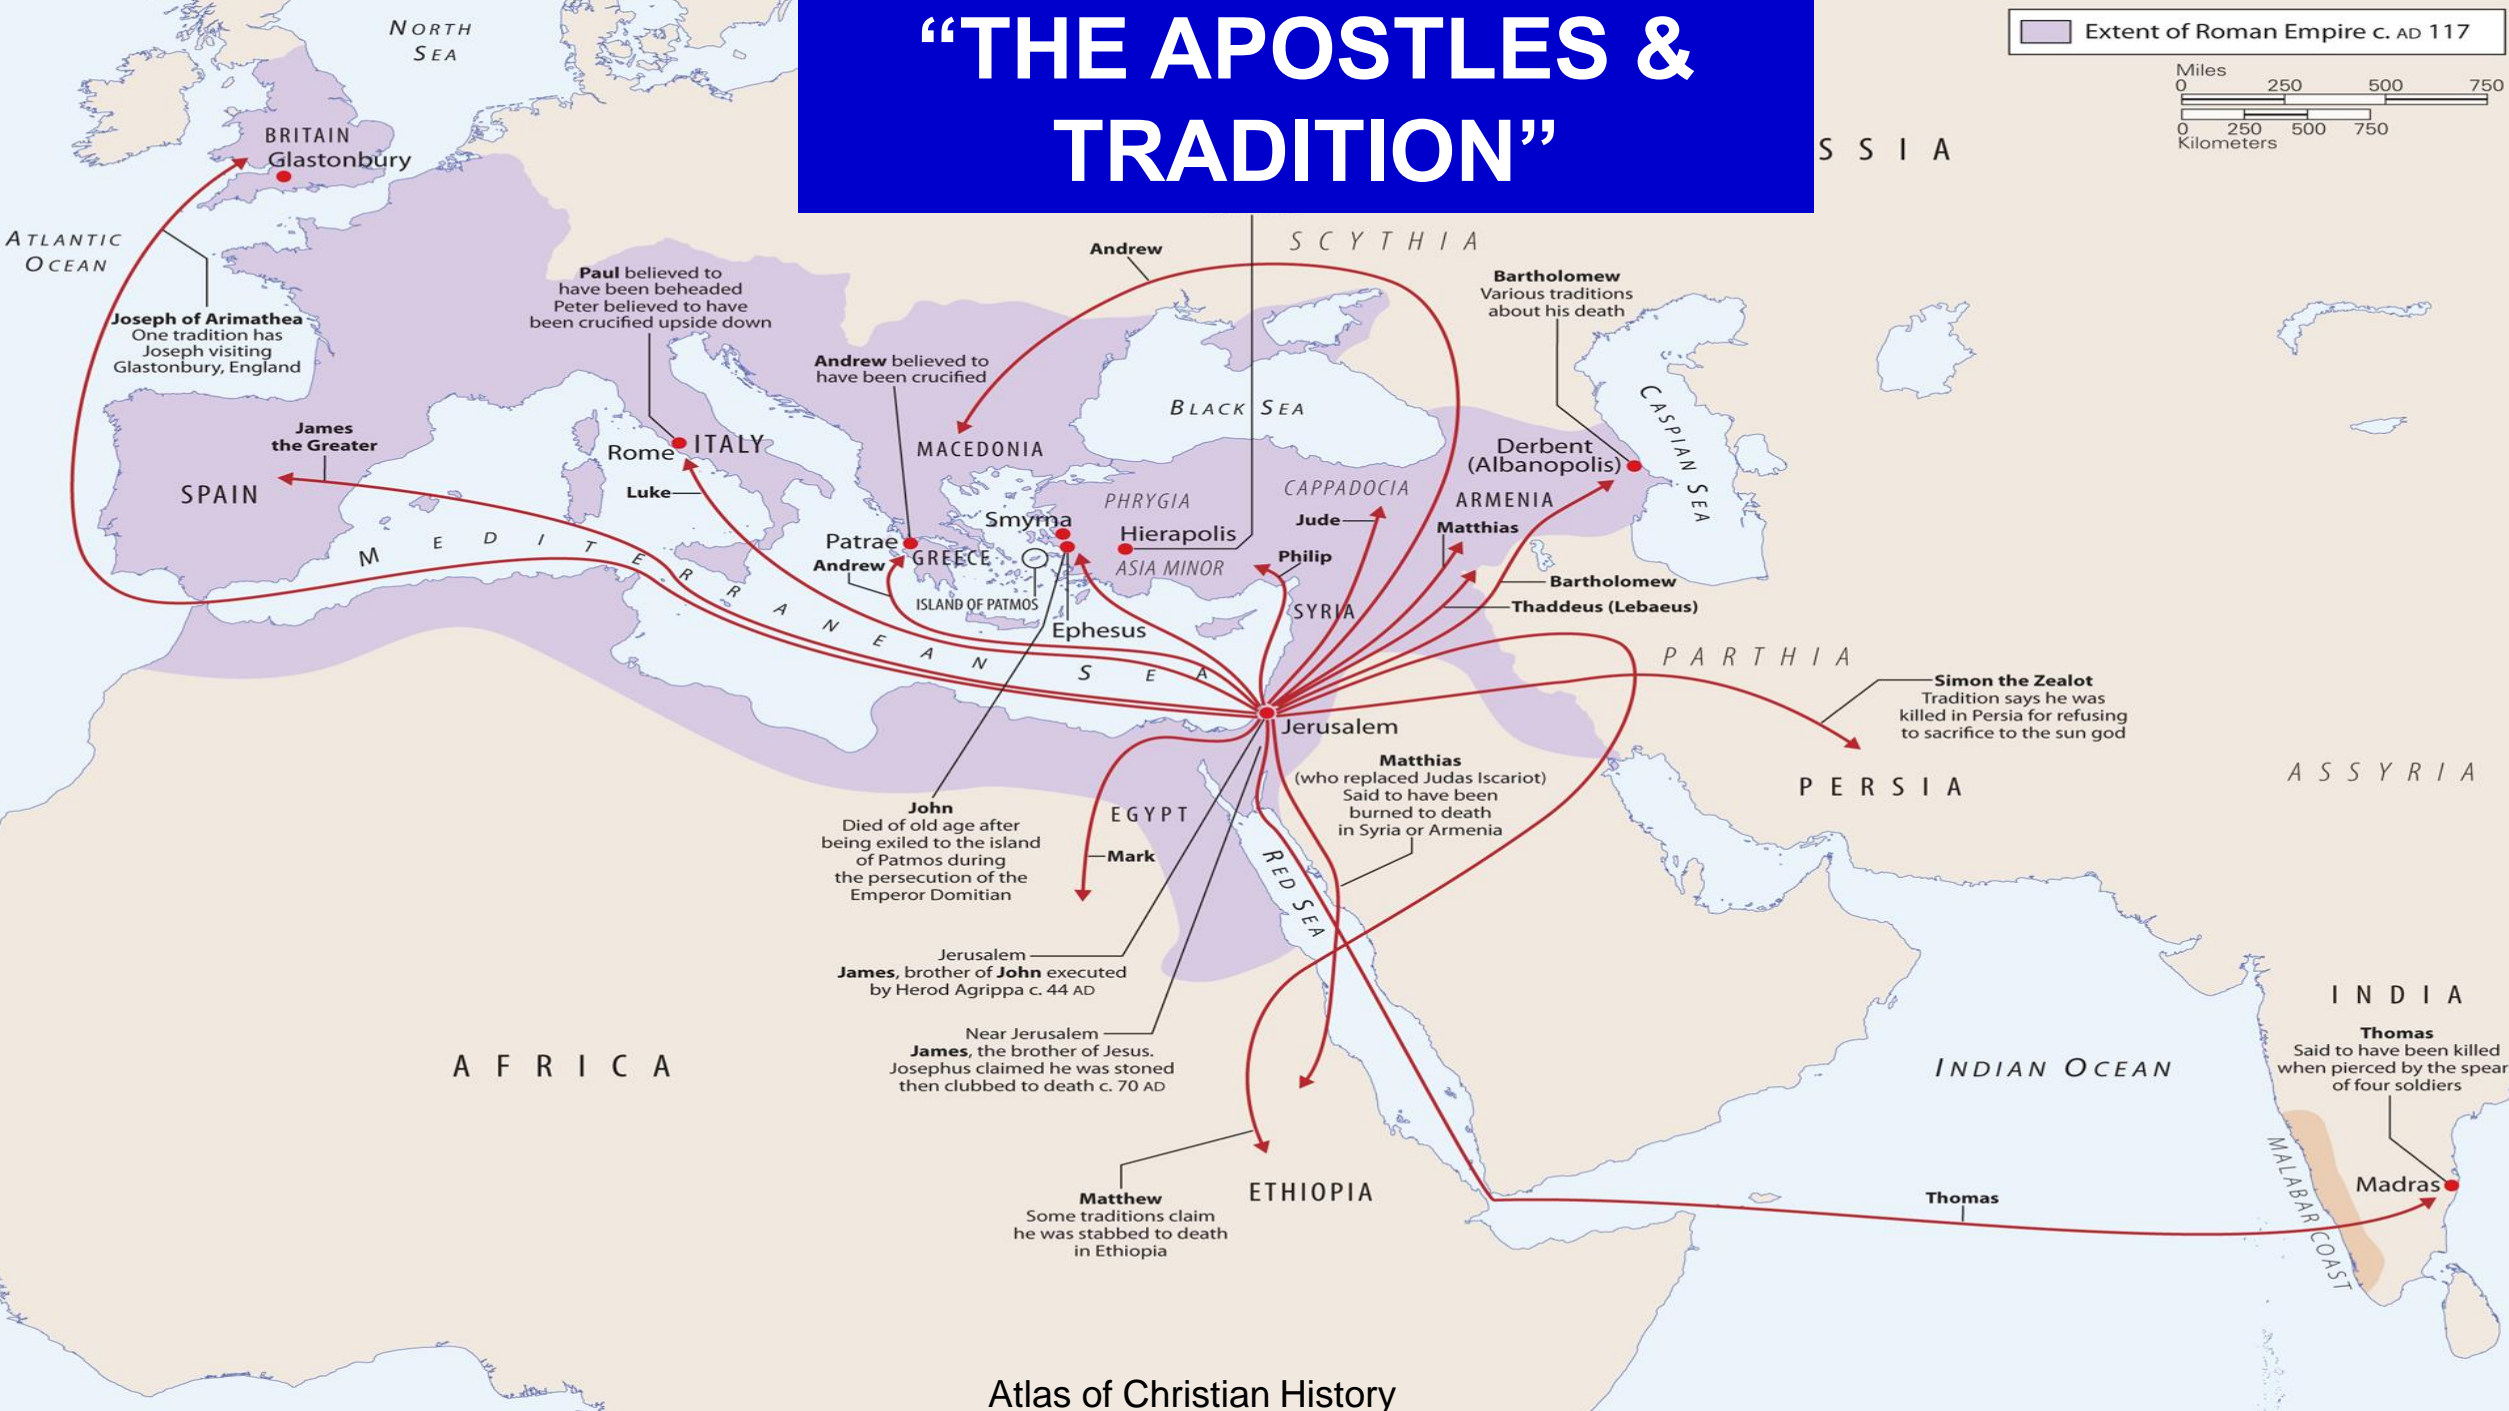 “THE APOSTLES &
TRADITION”
Extent of Roman Empire c. AD 117
Miles
0 250 500 750
0 250 500 750
Kilometers
NORTH
SEA
BRITAIN
Glastonbury
ATLANTIC
OCEAN
SSIA
SCYTHIA
Andrew
Joseph of Arimathea
One tradition has
Joseph visiting
Glastonbury, England
Paul believed to
have been beheaded
Peter believed to have
been crucified upside down
Andrew believed to
have been crucified
Bartholomew
Various traditions
about his death
BLACK SEA
CASPIAN SEA
James
the Greater
SPAIN
Rome
ITALY
Luke
MACEDONIA
Derbent
(Albanopolis)
PHRYGIA
CAPPADOCIA
ARMENIA
Smyrna
Hierapolis
Jude
Matthias
Patrae
GREECE
Andrew
ASIA MINOR
Philip
Bartholomew
Thaddeus (Lebaeus)
ISLAND OF PATMOS
SYRIA
Ephesus
MEDITERRANEAN SEA
PARTHIA
Simon the Zealot
Tradition says he was
killed in Persia for refusing
to sacrifice to the sun god
Jerusalem
Matthias
(who replaced Judas Iscariot)
Said to have been
burned to death
in Syria or Armenia
PERSIA
ASSYRIA
John
Died of old age after
being exiled to the island
of Patmos during
the persecution of the
Emperor Domitian
EGYPT
Mark
RED SEA
Jerusalem
James, brother of John executed
by Herod Agrippa c. 44 AD
Near Jerusalem
James, the brother of Jesus.
Josephus claimed he was stoned
then clubbed to death c. 70 AD
AFRICA
INDIA
Thomas
Said to have been killed
when pierced by the spear
of four soldiers
INDIAN OCEAN
MALABAR COAST
Madras
Thomas
Matthew
Some traditions claim
he was stabbed to death
in Ethiopia
ETHIOPIA
Atlas of Christian History